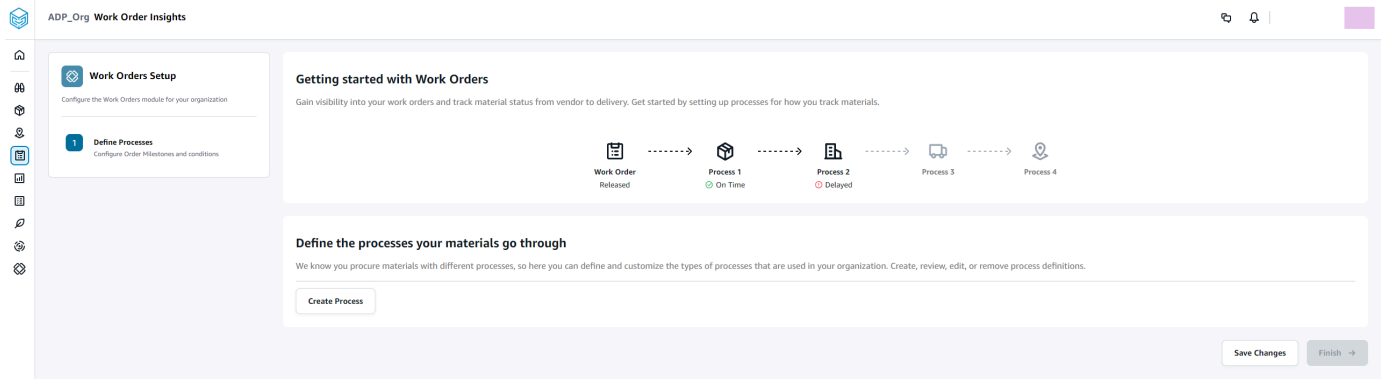 ADP_Org Work Order Insights
Work Orders Setup
Configure the Work Orders module for your organization
1
Define Processes
Configure Order Milestones and conditions
Getting started with Work Orders
Gain visibility into your work orders and track material status from vendor to delivery. Get started by setting up processes for how you track materials.
Work Order
Released
Process 1
On Time
Process 2
Delayed
Process 3
Process 4
Define the processes your materials go through
We know you procure materials with different processes, so here you can define and customize the types of processes that are used in your organization. Create, review, edit, or remove process definitions.
Create Process
Save Changes
Finish